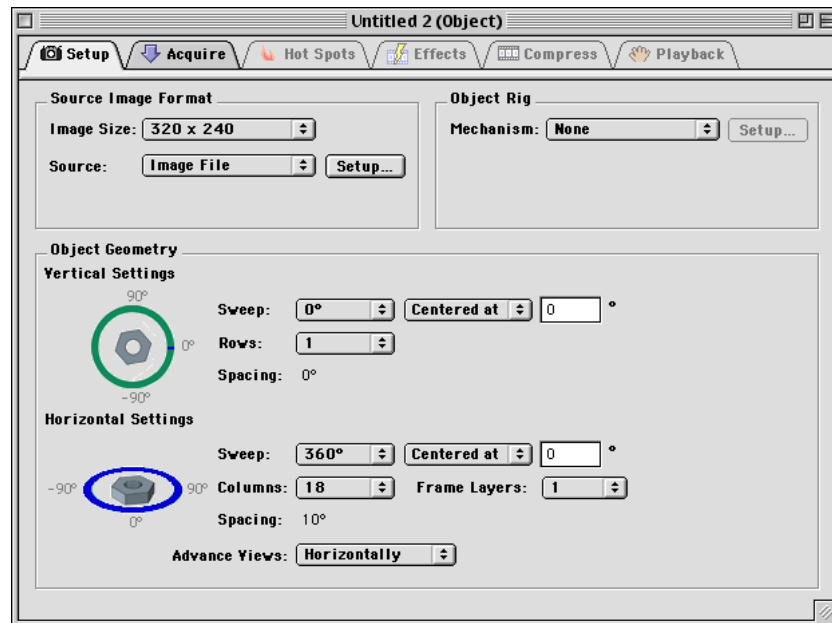 Untitled 2 (Object)
Setup Acquire Hot Spots Effects Compress Playback
Source Image Format
Image Size: 320 x 240
Source: Image File Setup...
Object Rig
Mechanism: None Setup...
Object Geometry
Vertical Settings
90°
0°
-90°
Sweep: 0° Centered at 0 °
Rows: 1
Spacing: 0°
Horizontal Settings
-90° 90°
0°
Sweep: 360° Centered at 0 °
Columns: 18 Frame Layers: 1
Spacing: 10°
Advance Views: Horizontally